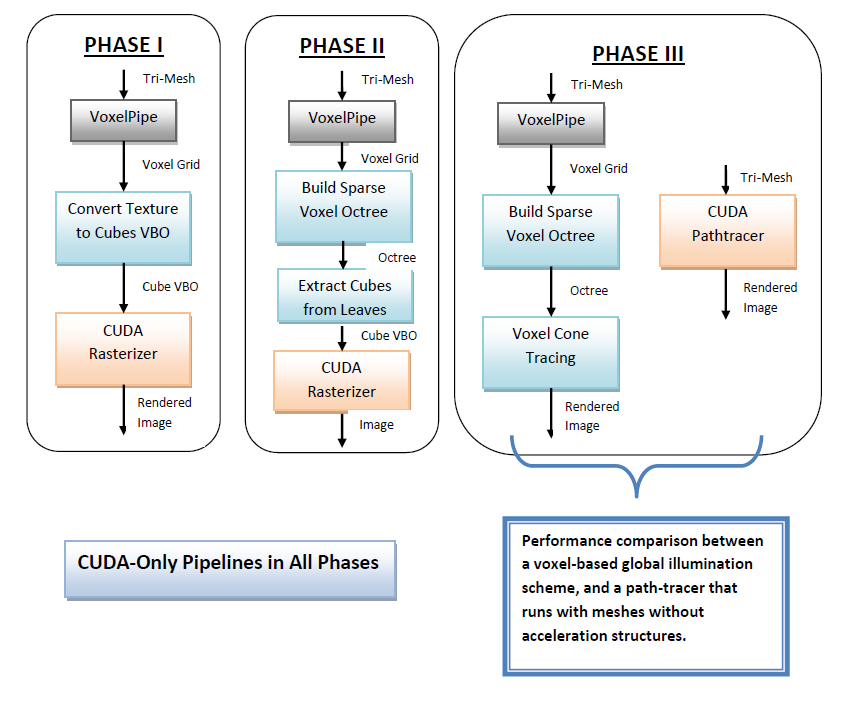 PHASE I
Tri-Mesh
VoxelPipe
Voxel Grid
Convert Texture
to Cubes VBO
Cube VBO
CUDA
Rasterizer
Rendered
Image
PHASE II
Tri-Mesh
VoxelPipe
Voxel Grid
Build Sparse
Voxel Octree
Octree
Extract Cubes
from Leaves
Cube VBO
CUDA
Rasterizer
Image
PHASE III
Tri-Mesh
VoxelPipe
Voxel Grid
Build Sparse
Voxel Octree
Octree
Voxel Cone
Tracing
Rendered
Image
Tri-Mesh
CUDA
Pathtracer
Rendered
Image
CUDA-Only Pipelines in All Phases
Performance comparison between
a voxel-based global illumination
scheme, and a path-tracer that
runs with meshes without
acceleration structures.